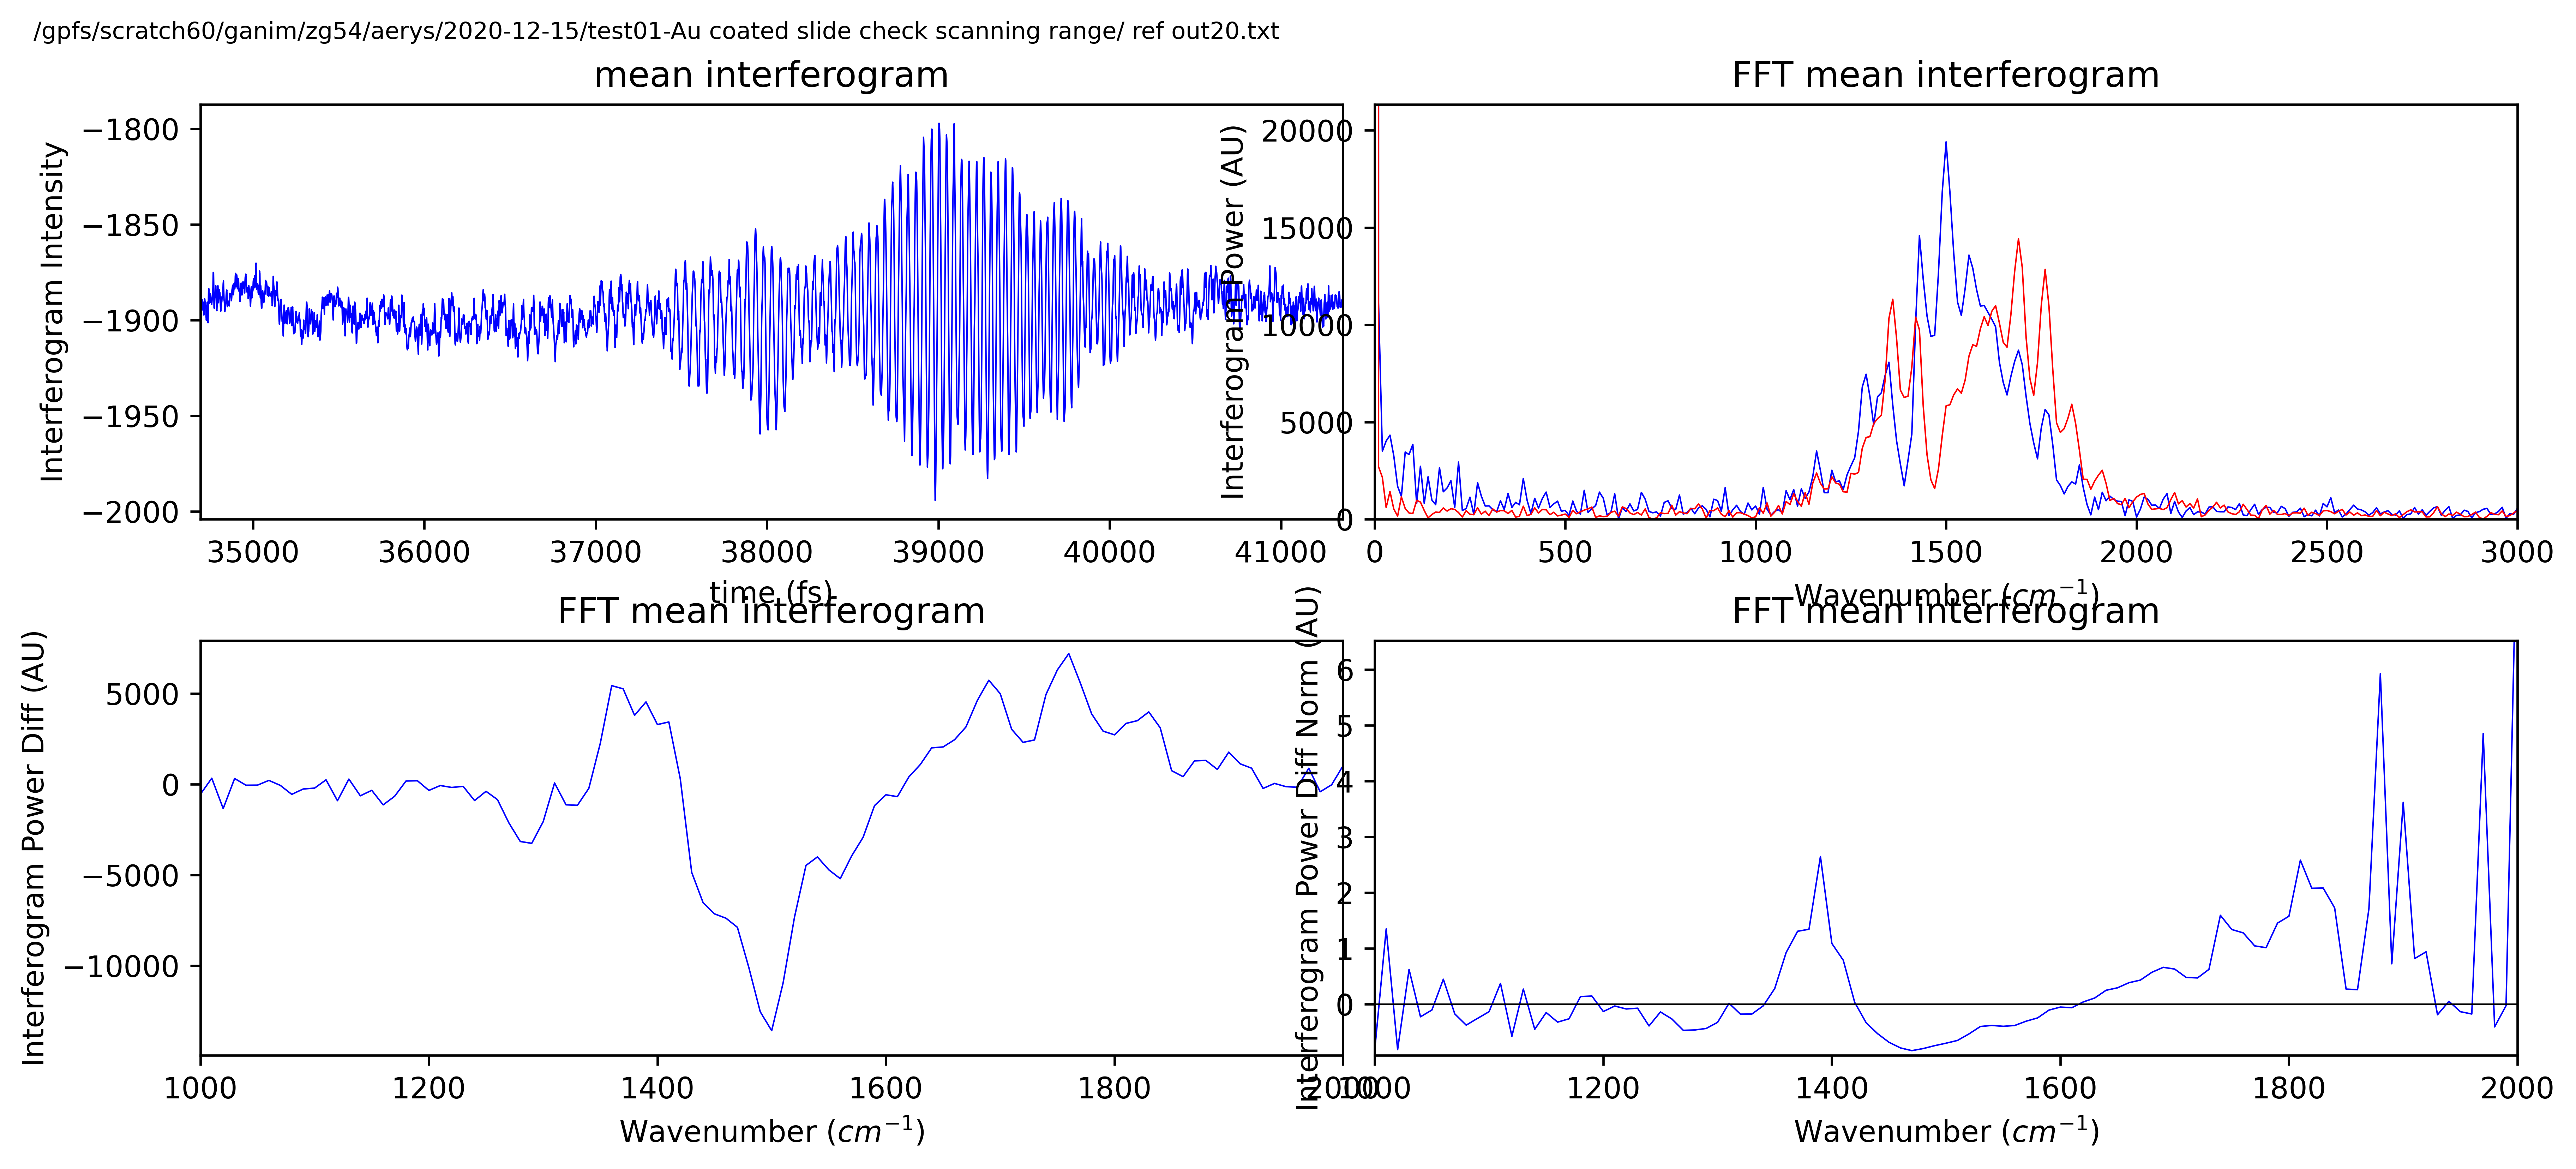 /gpfs/scratch60/ganim/zg54/aerys/2020-12-15/test01-Au coated slide check scanning range/ ref out20.txt
mean interferogram
Interferogram Intensity
−1800
−1850
−1900
−1950
−2000
35000 36000 37000 38000 39000 40000 41000
time (fs)
FFT mean interferogram
Interferogram Power (AU)
20000
15000
10000
5000
0
0 500 1000 1500 2000 2500 3000
Wavenumber (cm⁻¹)
FFT mean interferogram
Interferogram Power Diff (AU)
5000
0
−5000
−10000
1000 1200 1400 1600 1800 2000
Wavenumber (cm⁻¹)
FFT mean interferogram
Interferogram Power Diff Norm (AU)
6
5
4
3
2
1
0
1000 1200 1400 1600 1800 2000
Wavenumber (cm⁻¹)